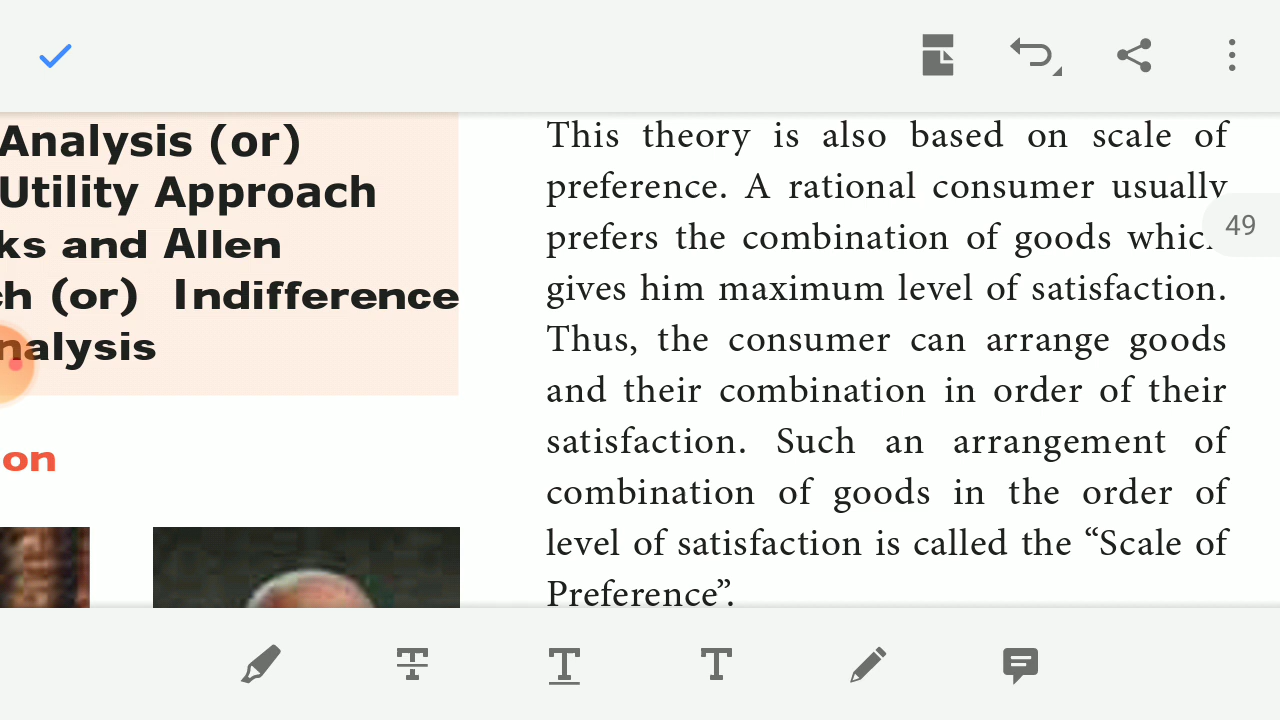 Analysis (or)
Utility Approach
ks and Allen
ch (or) Indifference
nalysis
on
This theory is also based on scale of
preference. A rational consumer usually
prefers the combination of goods which
gives him maximum level of satisfaction.
Thus, the consumer can arrange goods
and their combination in order of their
satisfaction. Such an arrangement of
combination of goods in the order of
level of satisfaction is called the “Scale of
Preference”.
49